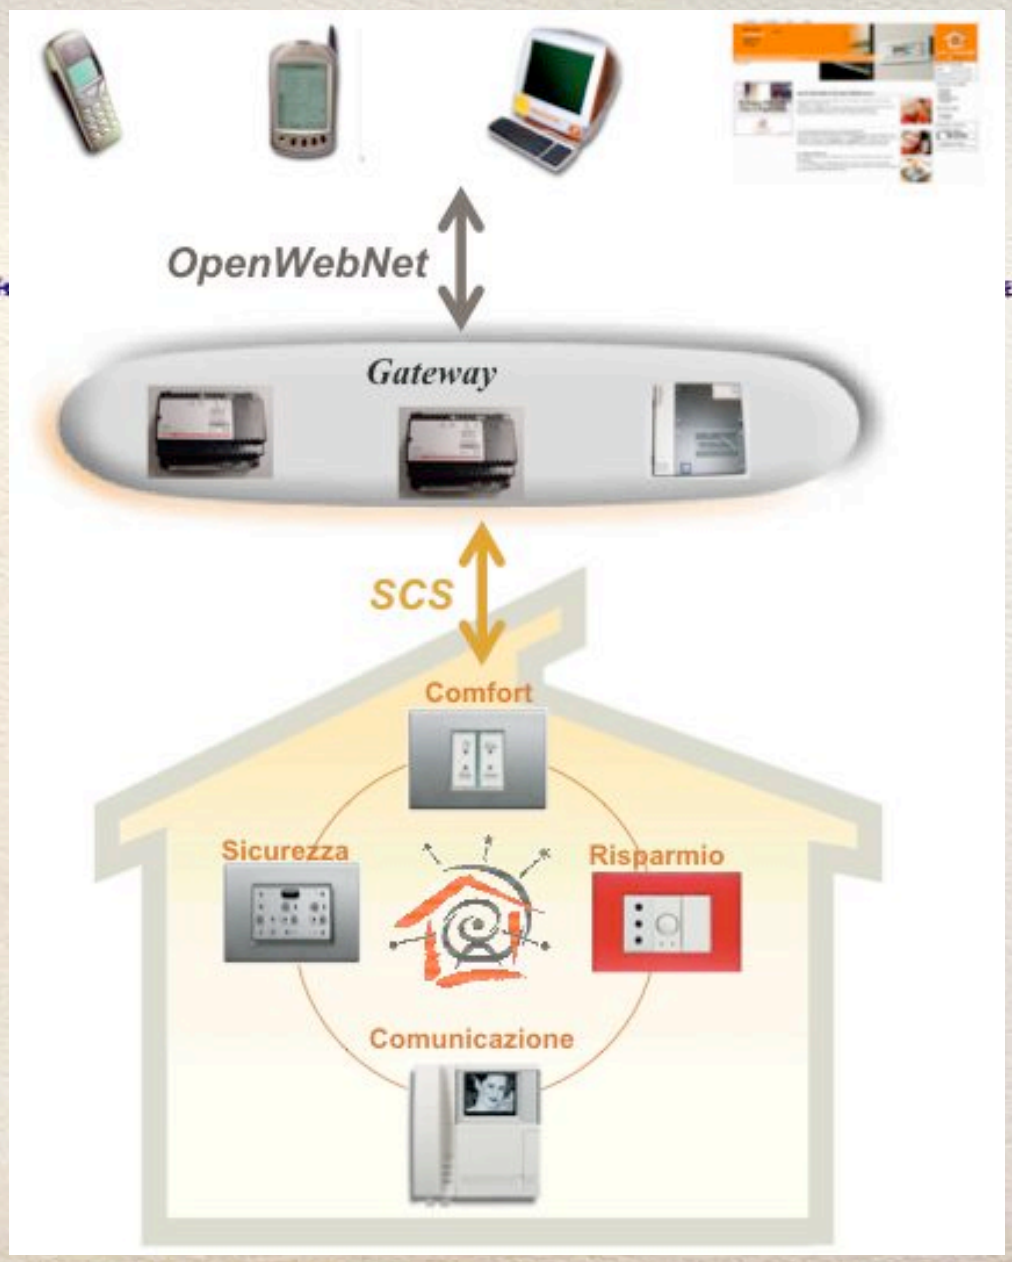 OpenWebNet
Gateway
SCS
Comfort
Sicurezza
Risparmio
Comunicazione